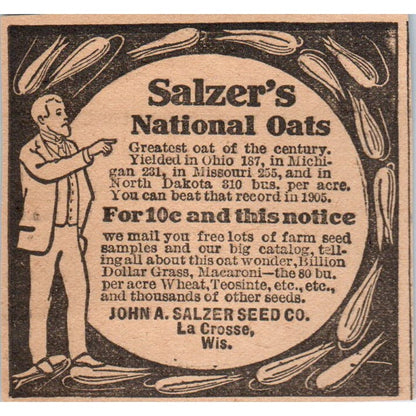 Salzer's
National Oats
Greatest oat of the century.
Yielded in Ohio 187, in Michi-
gan 231, in Missouri 255, and in
North Dakota 310 bus. per acre.
You can beat that record in 1905.
For 10c and this notice
we mail you free lots of farm seed
samples and our big catalog, tell-
ing all about this oat wonder, Billion
Dollar Grass, Macaroni—the 80 bu.
per acre Wheat, Teosinte, etc., etc.,
and thousands of other seeds.
JOHN A. SALZER SEED CO.
La Crosse,
Wis.